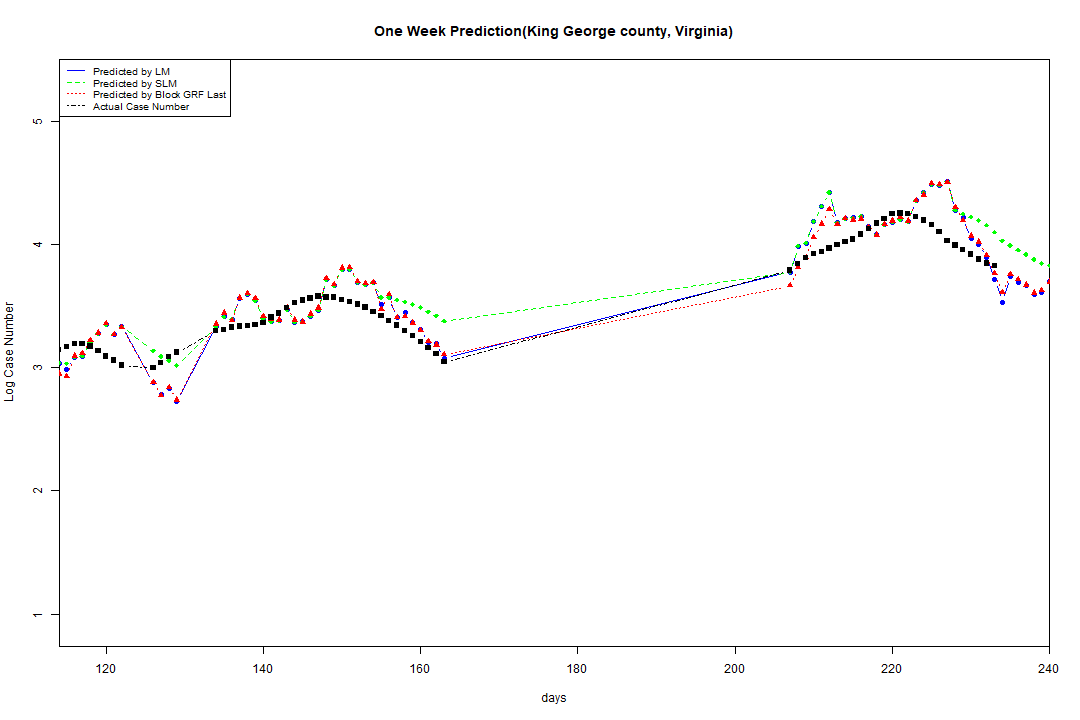 One Week Prediction(King George county, Virginia)
Predicted by LM
Predicted by SLM
Predicted by Block GRF Last
Actual Case Number
5
4
3
2
1
Log Case Number
120 140 160 180 200 220 240
days